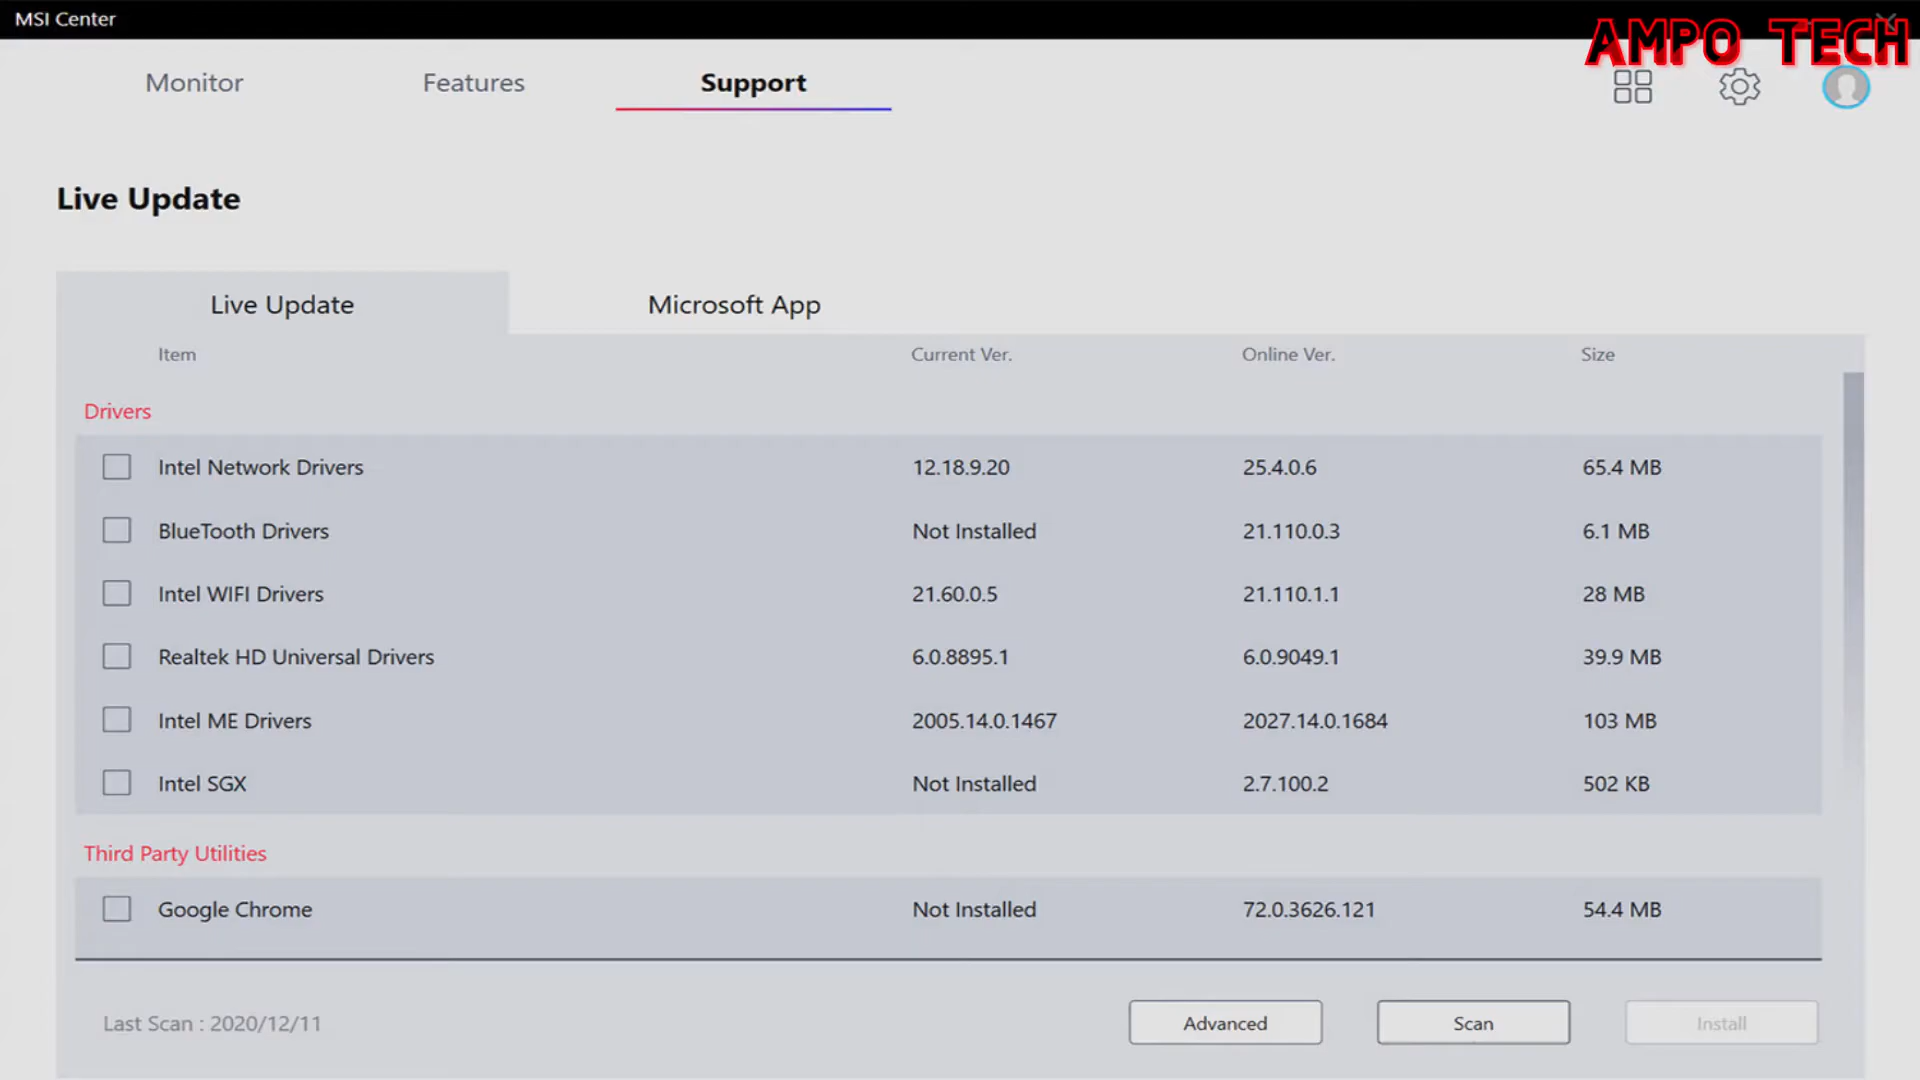 MSI Center
AMPO TECH
Monitor Features Support
Live Update
Live Update Microsoft App
Item Current Ver. Online Ver. Size
Drivers
Intel Network Drivers 12.18.9.20 25.4.0.6 65.4 MB
BlueTooth Drivers Not Installed 21.110.0.3 6.1 MB
Intel WIFI Drivers 21.60.0.5 21.110.1.1 28 MB
Realtek HD Universal Drivers 6.0.8895.1 6.0.9049.1 39.9 MB
Intel ME Drivers 2005.14.0.1467 2027.14.0.1684 103 MB
Intel SGX Not Installed 2.7.100.2 502 KB
Third Party Utilities
Google Chrome Not Installed 72.0.3626.121 54.4 MB
Last Scan : 2020/12/11 Advanced Scan Install